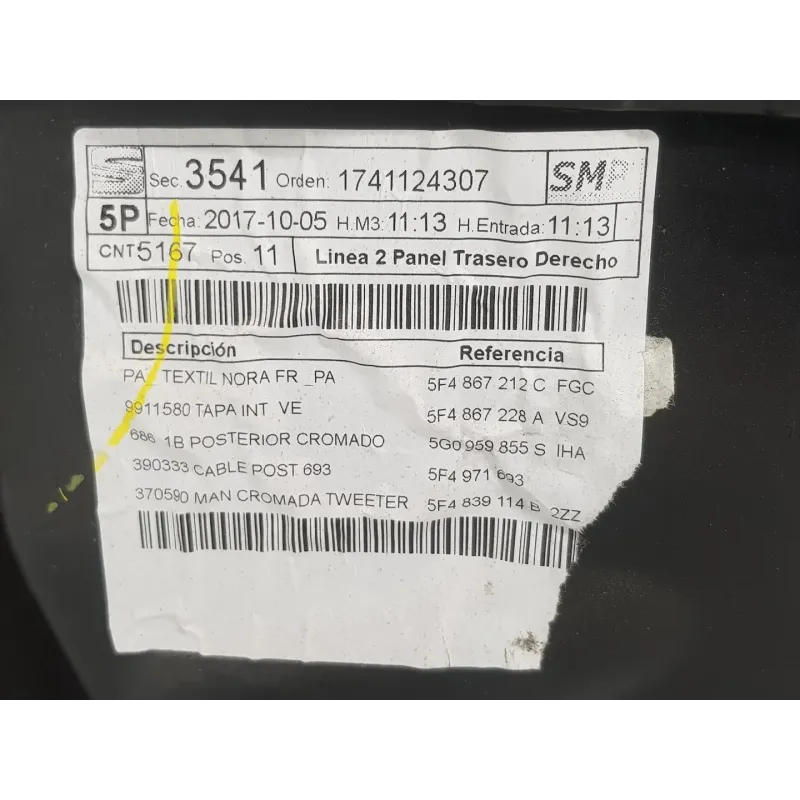 S Sec. 3541 Orden: 1741124307 SMP
5P Fecha: 2017-10-05 H.M3: 11:13 H.Entrada: 11:13
CNT 5167 Pos. 11 Linea 2 Panel Trasero Derecho
Descripción Referencia
PA_TEXTIL NORA FR_PA 5F4 867 212 C FGC
9911580 TAPA INT VE 5F4 867 228 A VS9
686 1B POSTERIOR CROMADO 5G0 959 855 S IHA
390333 CABLE POST 693 5F4 971 693
370590 MAN CROMADA TWEETER 5F4 839 114 B 2ZZ